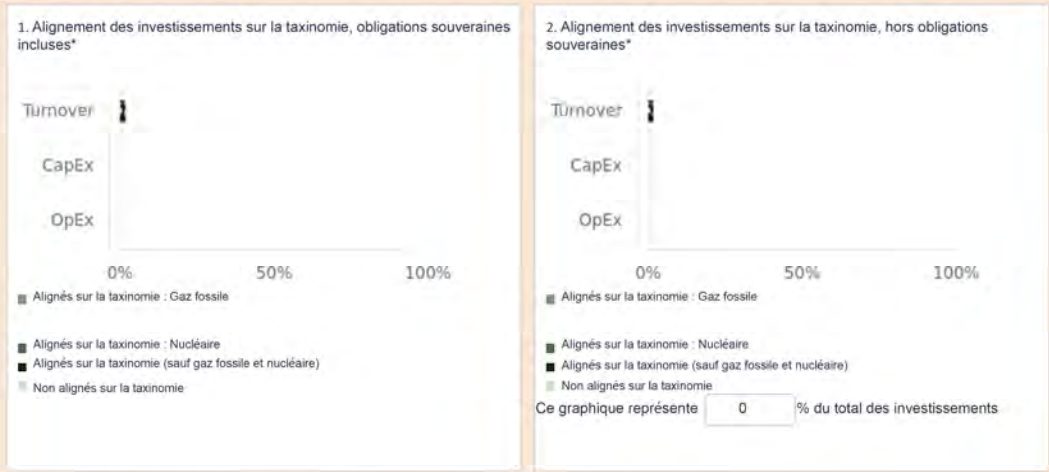 1. Alignement des investissements sur la taxinomie, obligations souveraines
incluses*
Turnover
CapEx
OpEx
0% 50% 100%
Alignés sur la taxinomie : Gaz fossile
Alignés sur la taxinomie : Nucléaire
Alignés sur la taxinomie (sauf gaz fossile et nucléaire)
Non alignés sur la taxinomie
2. Alignement des investissements sur la taxinomie, hors obligations
souveraines*
Turnover
CapEx
OpEx
0% 50% 100%
Alignés sur la taxinomie : Gaz fossile
Alignés sur la taxinomie : Nucléaire
Alignés sur la taxinomie (sauf gaz fossile et nucléaire)
Non alignés sur la taxinomie
Ce graphique représente 0 % du total des investissements